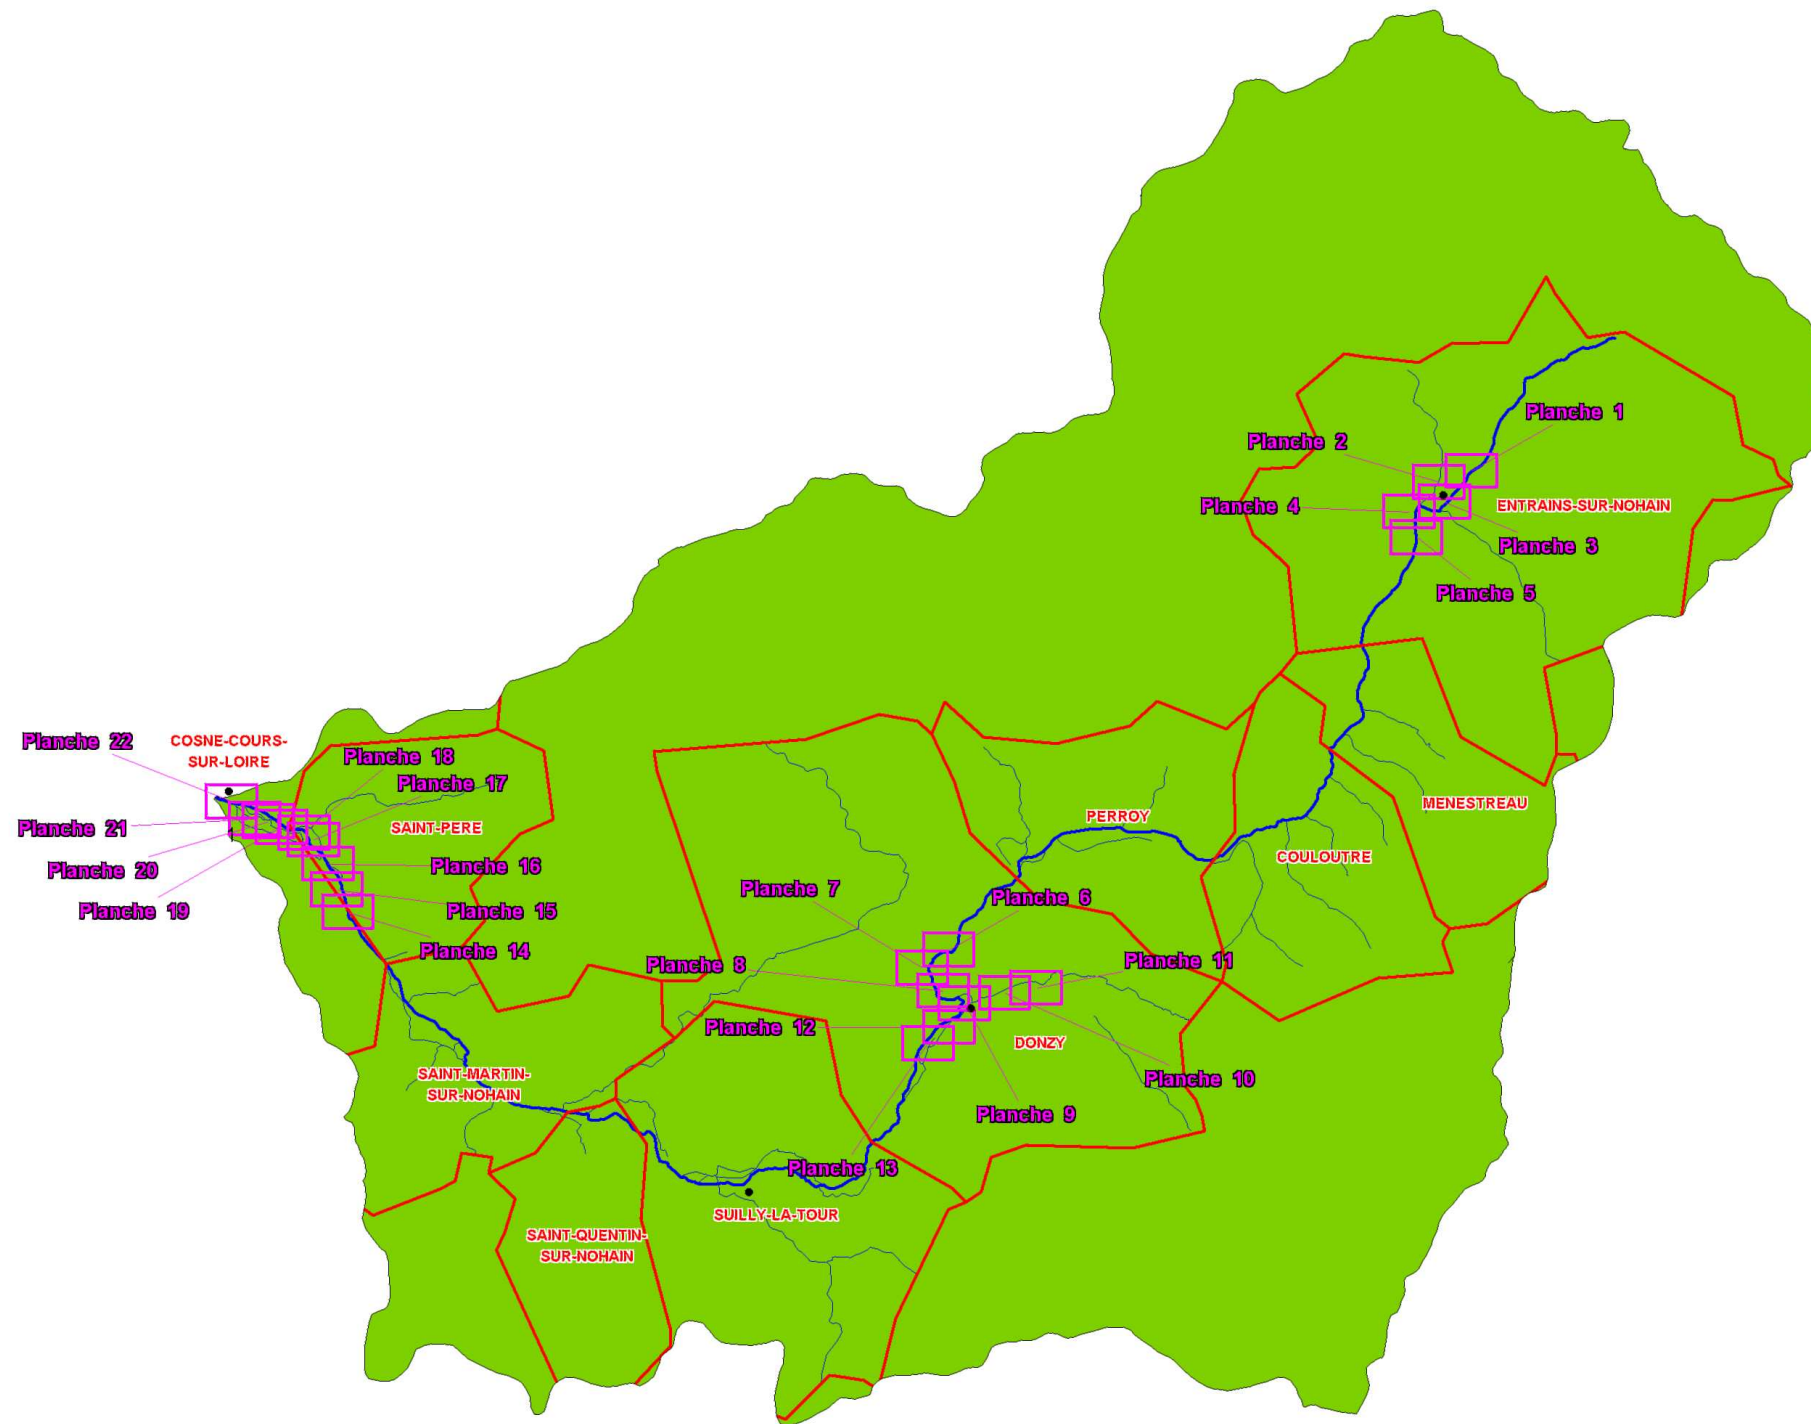 Planche 1
Planche 2
Planche 4
ENTRAINS-SUR-NOHAIN
Planche 3
Planche 5
Planche 22
COSNE-COURS-
SUR-LOIRE
Planche 18
Planche 17
MENESTREAU
PERROY
Planche 21
SAINT-PERE
COULOUTRE
Planche 20
Planche 16
Planche 7
Planche 6
Planche 19
Planche 15
Planche 14
Planche 8
Planche 11
Planche 12
DONZY
SAINT-MARTIN-
SUR-NOHAIN
Planche 10
Planche 9
Planche 13
SUILLY-LA-TOUR
SAINT-QUENTIN-
SUR-NOHAIN